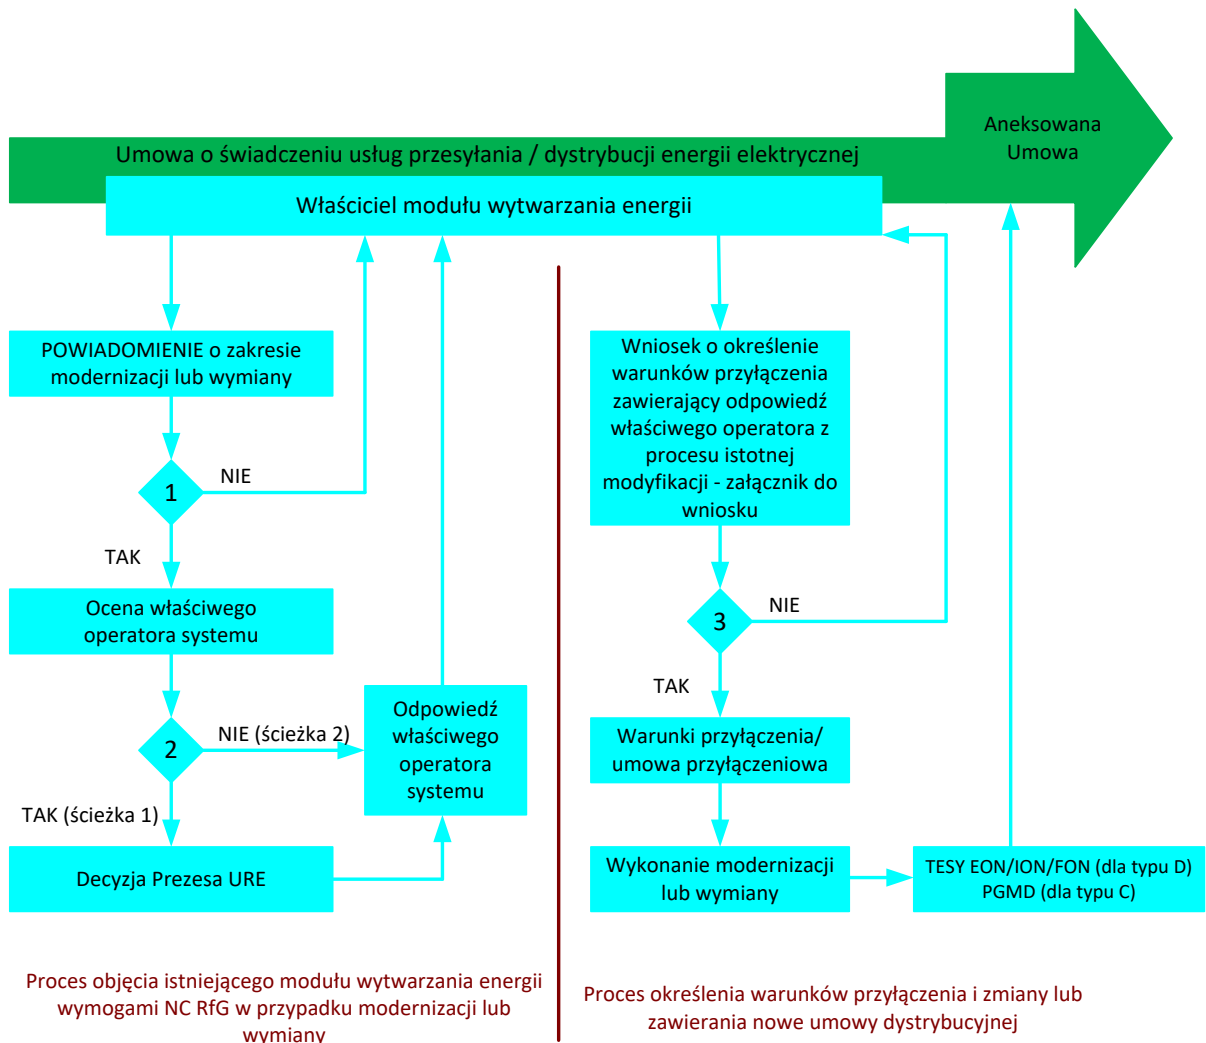 Aneksowana
Umowa
Umowa o świadczeniu usług przesyłania / dystrybucji energii elektrycznej
Właściciel modułu wytwarzania energii
POWIADOMIENIE o zakresie
modernizacji lub wymiany
1
NIE
TAK
Ocena właściwego
operatora systemu
2
NIE (ścieżka 2)
TAK (ścieżka 1)
Odpowiedź
właściwego
operatora
systemu
Decyzja Prezesa URE
Proces objęcia istniejącego modułu wytwarzania energii
wymogami NC RfG w przypadku modernizacji lub
wymiany
Wniosek o określenie
warunków przyłączenia
zawierający odpowiedź
właściwego operatora z
procesu istotnej
modyfikacji - załącznik do
wniosku
3
NIE
TAK
Warunki przyłączenia/
umowa przyłączeniowa
Wykonanie modernizacji
lub wymiany
TESY EON/ION/FON (dla typu D)
PGMD (dla typu C)
Proces określenia warunków przyłączenia i zmiany lub
zawierania nowe umowy dystrybucyjnej